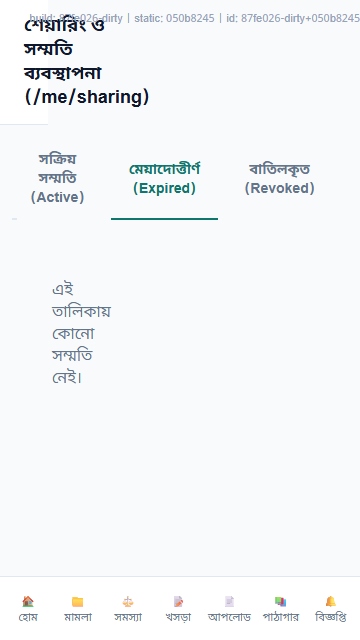 build: 87fe026-dirty | static: 050b8245 | id: 87fe026-dirty+050b8245
শেয়ারিং ও
সম্মতি
ব্যবস্থাপনা
(/me/sharing)
সক্রিয়
সম্মতি
(Active)
মেয়াদোত্তীর্ণ
(Expired)
বাতিলকৃত
(Revoked)
এই
তালিকায়
কোনো
সম্মতি
নেই।
হোম
মামলা
সমস্যা
খসড়া
আপলোড
পাঠাগার
বিজ্ঞপ্তি